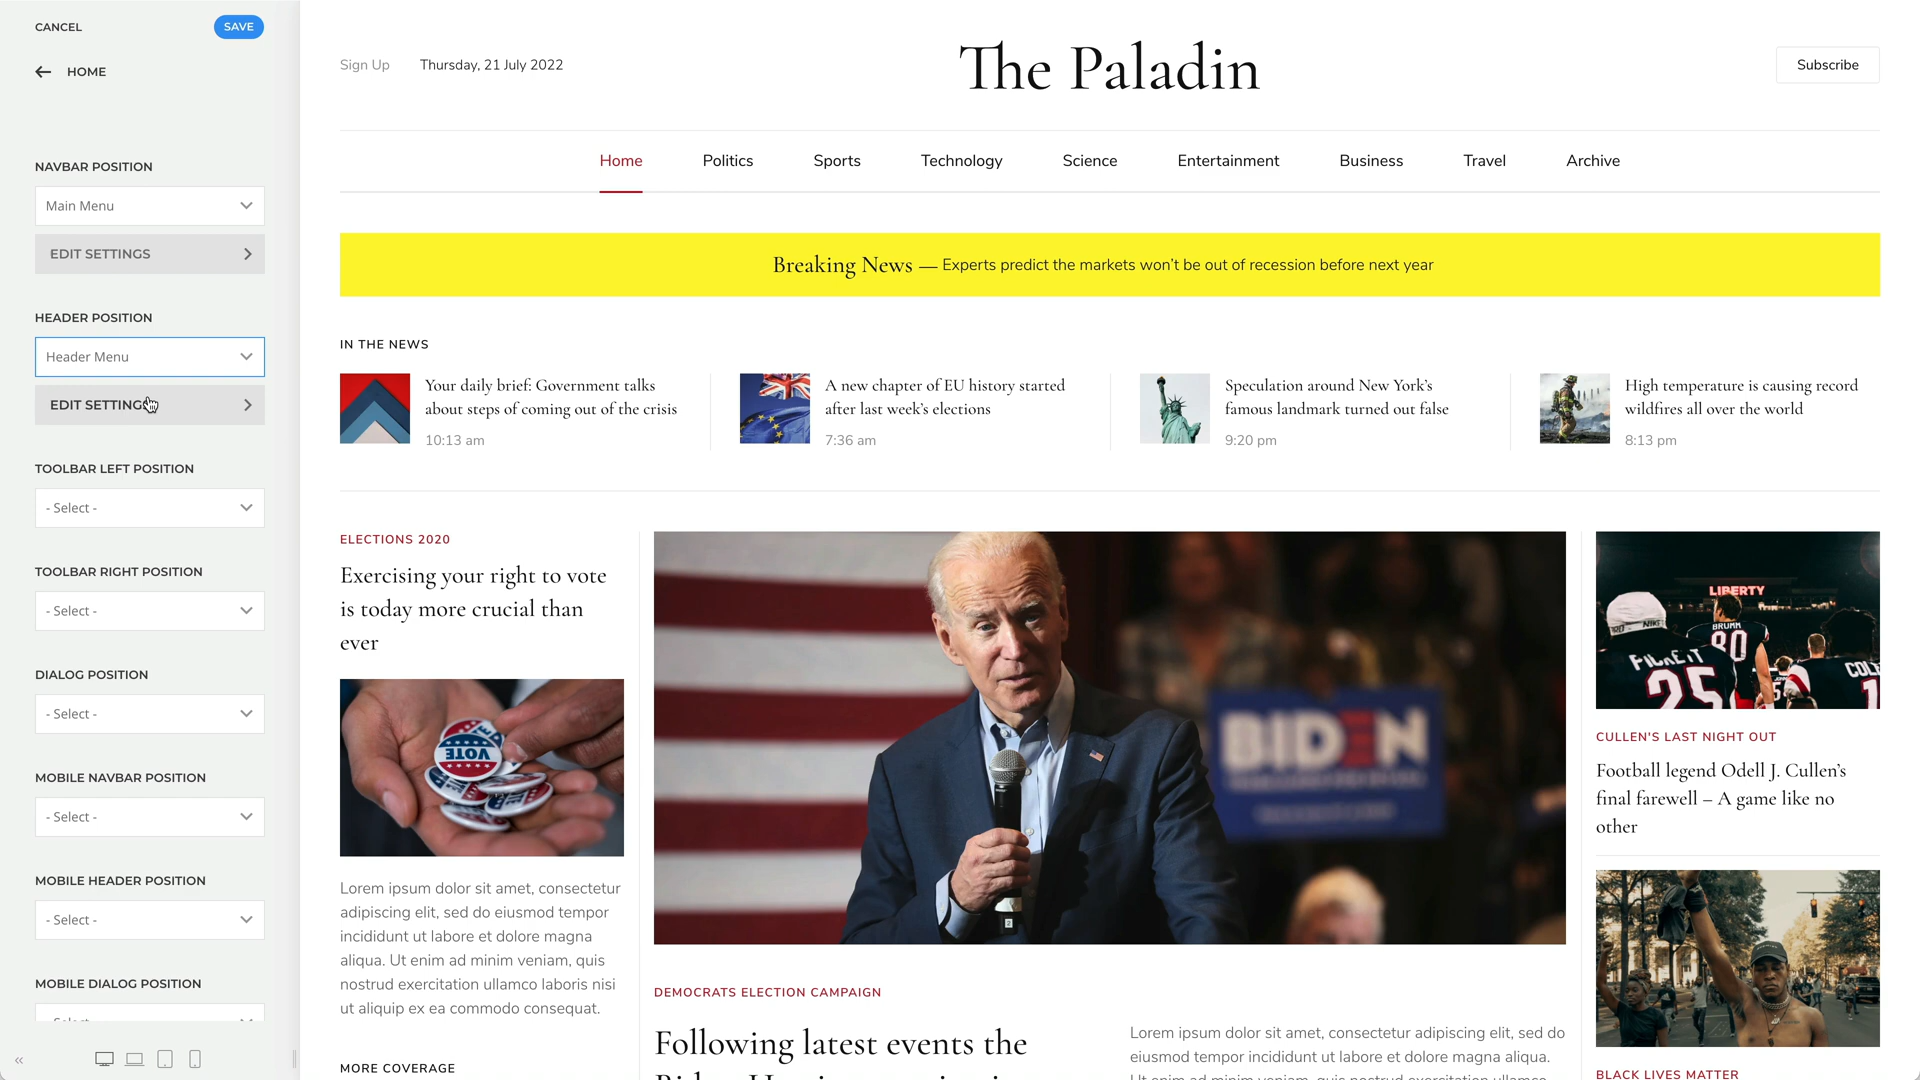 CANCEL
SAVE
HOME
NAVBAR POSITION
Main Menu
EDIT SETTINGS
HEADER POSITION
Header Menu
EDIT SETTINGS
TOOLBAR LEFT POSITION
- Select -
TOOLBAR RIGHT POSITION
- Select -
DIALOG POSITION
- Select -
MOBILE NAVBAR POSITION
- Select -
MOBILE HEADER POSITION
- Select -
MOBILE DIALOG POSITION
- Select -
Sign Up
Thursday, 21 July 2022
The Paladin
Subscribe
Home
Politics
Sports
Technology
Science
Entertainment
Business
Travel
Archive
Breaking News — Experts predict the markets won't be out of recession before next year
IN THE NEWS
Your daily brief: Government talks
about steps of coming out of the crisis
10:13 am
A new chapter of EU history started
after last week's elections
7:36 am
Speculation around New York's
famous landmark turned out false
9:20 pm
High temperature is causing record
wildfires all over the world
8:13 pm
ELECTIONS 2020
Exercising your right to vote
is today more crucial than
ever
VOTE
Lorem ipsum dolor sit amet, consectetur
adipiscing elit, sed do eiusmod tempor
incididunt ut labore et dolore magna
aliqua. Ut enim ad minim veniam, quis
nostrud exercitation ullamco laboris nisi
ut aliquip ex ea commodo consequat.
MORE COVERAGE
BIDEN
DEMOCRATS ELECTION CAMPAIGN
Following latest events the
Lorem ipsum dolor sit amet, consectetur adipiscing elit, sed do
eiusmod tempor incididunt ut labore et dolore magna aliqua.
LIBERTY
BRUMM
80
25
CULLEN'S LAST NIGHT OUT
Football legend Odell J. Cullen's
final farewell – A game like no
other
BLACK LIVES MATTER